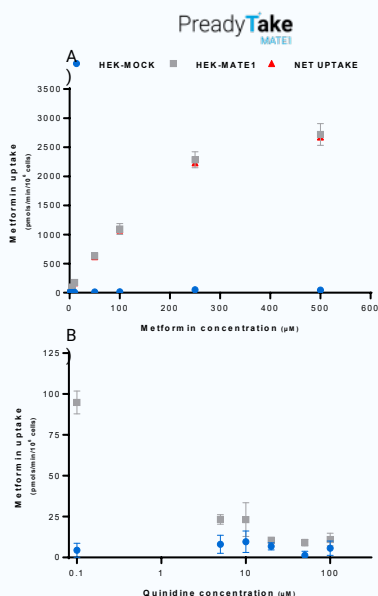 PreadyTake
MATE1
A
)
HEK-MOCK HEK-MATE1 NET UPTAKE
3500
3000
2500
2000
1500
1000
500
0
Metformin uptake
(pmols/min/10⁶ cells)
0 100 200 300 400 500 600
Metformin concentration (µM)
B
)
125
100
75
50
25
0
Metformin uptake
(pmols/min/10⁶ cells)
0.1 1 10 100
Quinidine concentration (µM)